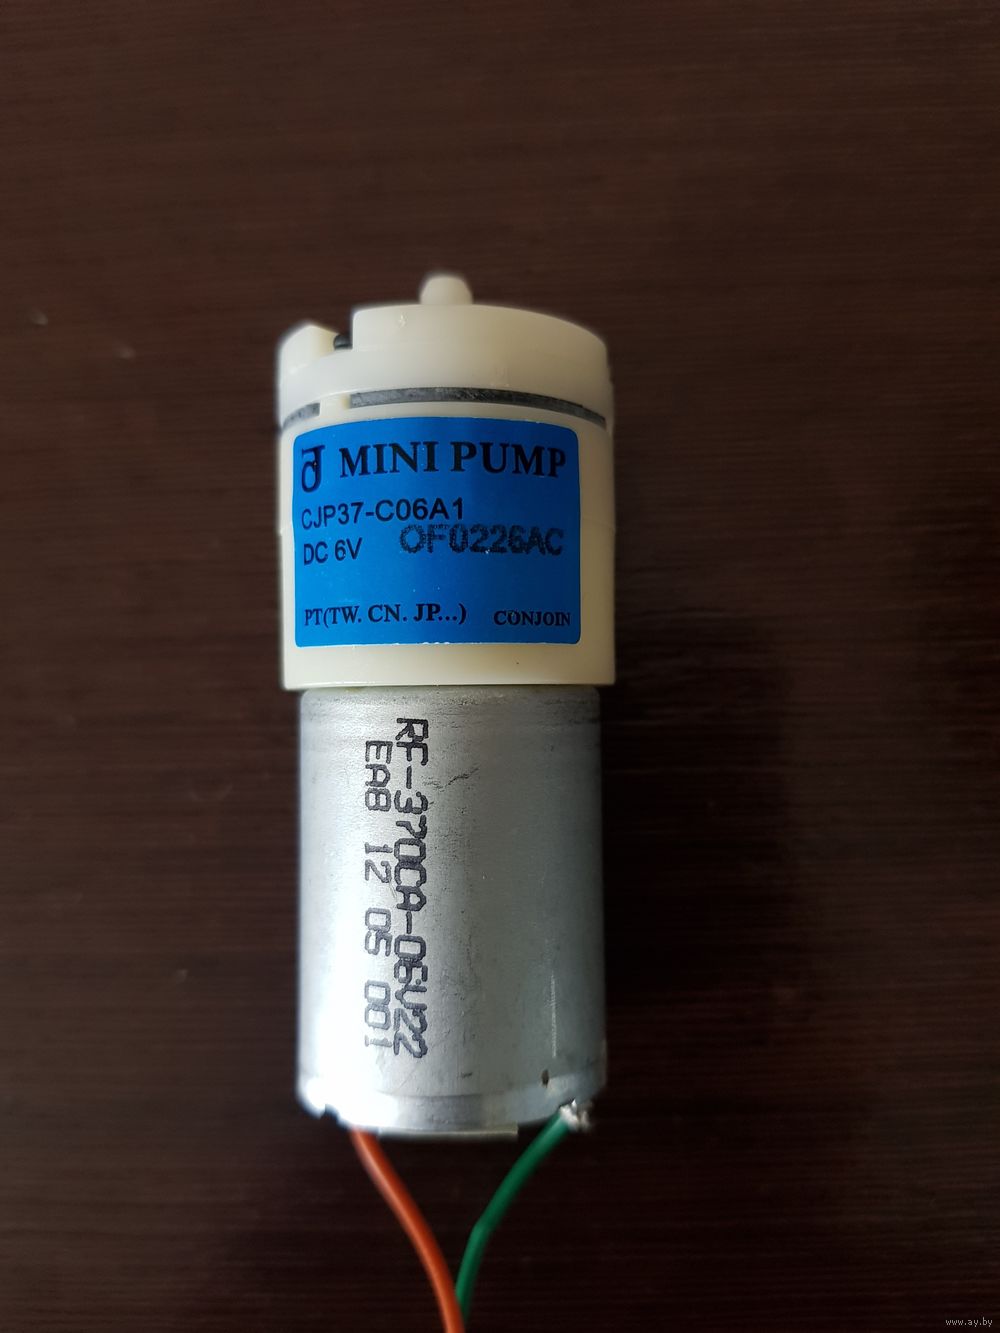 MINI PUMP
CJP37-C06A1
DC 6V OF0226AC
PT(TW. CN. JP...) CONJOIN
RF-370CA-06V22
EA8 12 05 001
www.ay.by